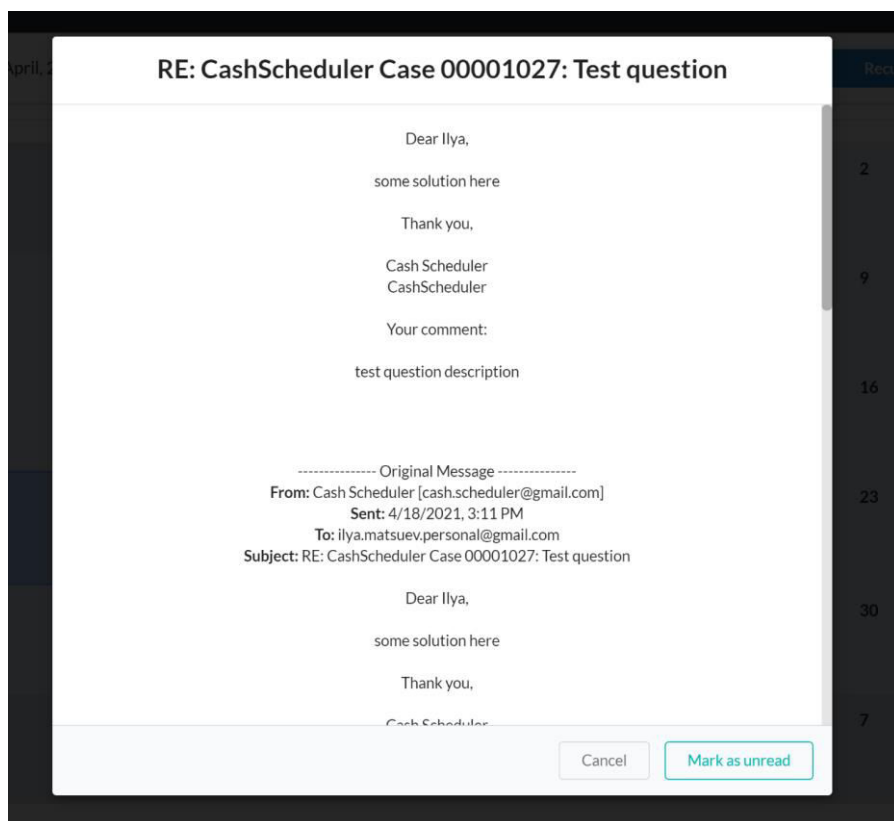 April, 2
Recu
RE: CashScheduler Case 00001027: Test question
Dear Ilya,
some solution here
Thank you,
Cash Scheduler
CashScheduler
Your comment:
test question description
--------------- Original Message ---------------
From: Cash Scheduler [cash.scheduler@gmail.com]
Sent: 4/18/2021, 3:11 PM
To: ilya.matsuev.personal@gmail.com
Subject: RE: CashScheduler Case 00001027: Test question
Dear Ilya,
some solution here
Thank you,
Cash Scheduler
2
9
16
23
30
7
Cancel
Mark as unread